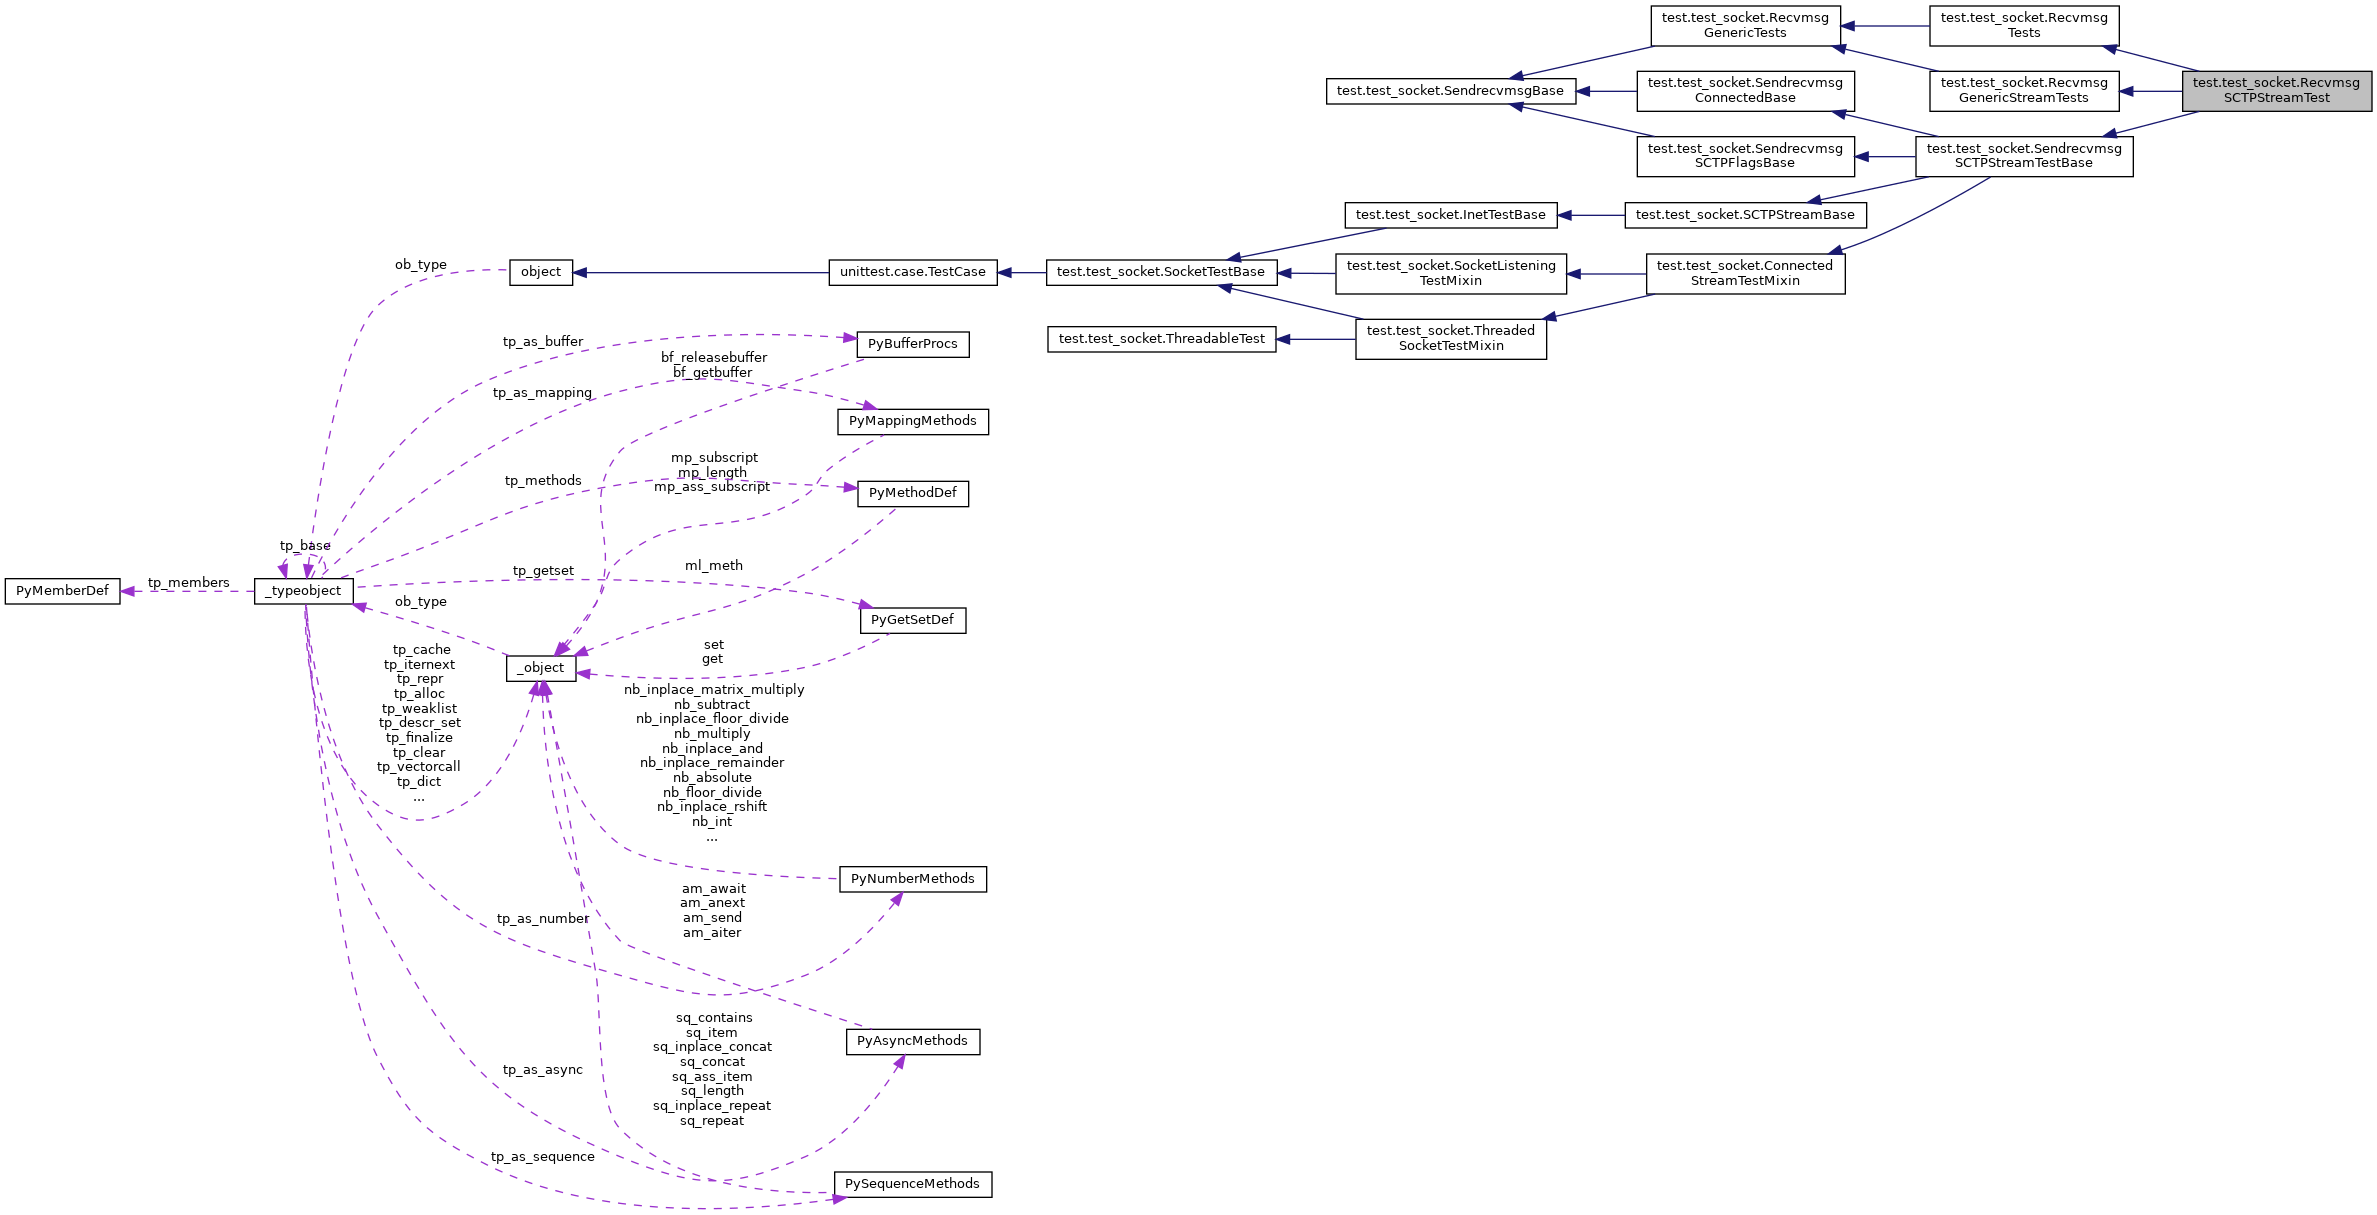 test.test_socket.Recvmsg
GenericTests
test.test_socket.Recvmsg
Tests
test.test_socket.SendrecvmsgBase
test.test_socket.Sendrecvmsg
ConnectedBase
test.test_socket.Recvmsg
GenericStreamTests
test.test_socket.Recvmsg
SCTPStreamTest
test.test_socket.Sendrecvmsg
SCTPFlagsBase
test.test_socket.Sendrecvmsg
SCTPStreamTestBase
test.test_socket.InetTestBase
test.test_socket.SCTPStreamBase
ob_type
object
unittest.case.TestCase
test.test_socket.SocketTestBase
test.test_socket.SocketListening
TestMixin
test.test_socket.Connected
StreamTestMixin
test.test_socket.ThreadableTest
test.test_socket.Threaded
SocketTestMixin
tp_as_buffer
PyBufferProcs
bf_releasebuffer
bf_getbuffer
tp_as_mapping
PyMappingMethods
mp_subscript
mp_length
mp_ass_subscript
tp_methods
PyMethodDef
tp_base
ml_meth
tp_getset
PyMemberDef
tp_members
_typeobject
ob_type
PyGetSetDef
set
get
_object
tp_cache
tp_iternext
tp_repr
tp_alloc
tp_weaklist
tp_descr_set
tp_finalize
tp_clear
tp_vectorcall
tp_dict
...
nb_inplace_matrix_multiply
nb_subtract
nb_inplace_floor_divide
nb_multiply
nb_inplace_and
nb_inplace_remainder
nb_absolute
nb_floor_divide
nb_inplace_rshift
nb_int
...
PyNumberMethods
tp_as_number
am_await
am_anext
am_send
am_aiter
PyAsyncMethods
tp_as_async
sq_contains
sq_item
sq_inplace_concat
sq_concat
sq_ass_item
sq_length
sq_inplace_repeat
sq_repeat
tp_as_sequence
PySequenceMethods